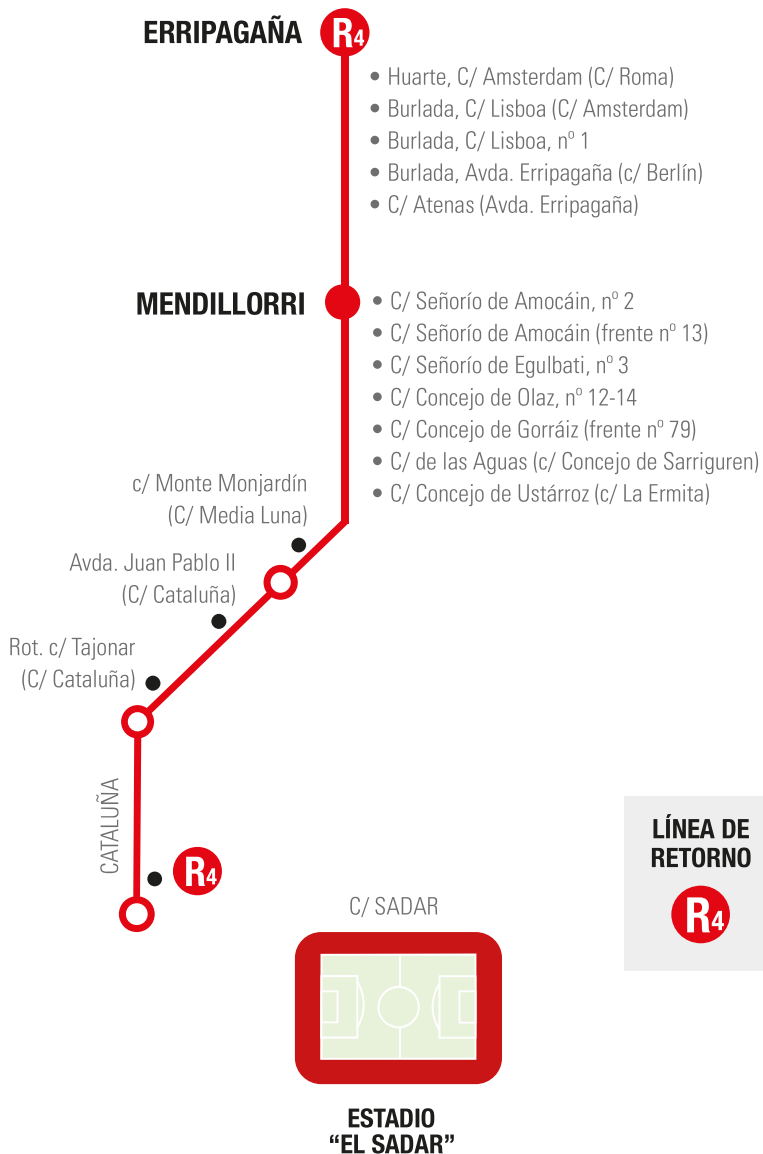 ERRIPAGAÑA
R4
• Huarte, C/ Amsterdam (C/ Roma)
• Burlada, C/ Lisboa (C/ Amsterdam)
• Burlada, C/ Lisboa, nº 1
• Burlada, Avda. Erripagaña (c/ Berlín)
• C/ Atenas (Avda. Erripagaña)
MENDILLORRI
• C/ Señorío de Amocáin, nº 2
• C/ Señorío de Amocáin (frente nº 13)
• C/ Señorío de Egulbati, nº 3
• C/ Concejo de Olaz, nº 12-14
• C/ Concejo de Gorráiz (frente nº 79)
• C/ de las Aguas (c/ Concejo de Sarriguren)
• C/ Concejo de Ustárroz (c/ La Ermita)
c/ Monte Monjardín
(C/ Media Luna)
Avda. Juan Pablo II
(C/ Cataluña)
Rot. c/ Tajonar
(C/ Cataluña)
CATALUÑA
R4
C/ SADAR
LÍNEA DE
RETORNO
R4
ESTADIO
“EL SADAR”